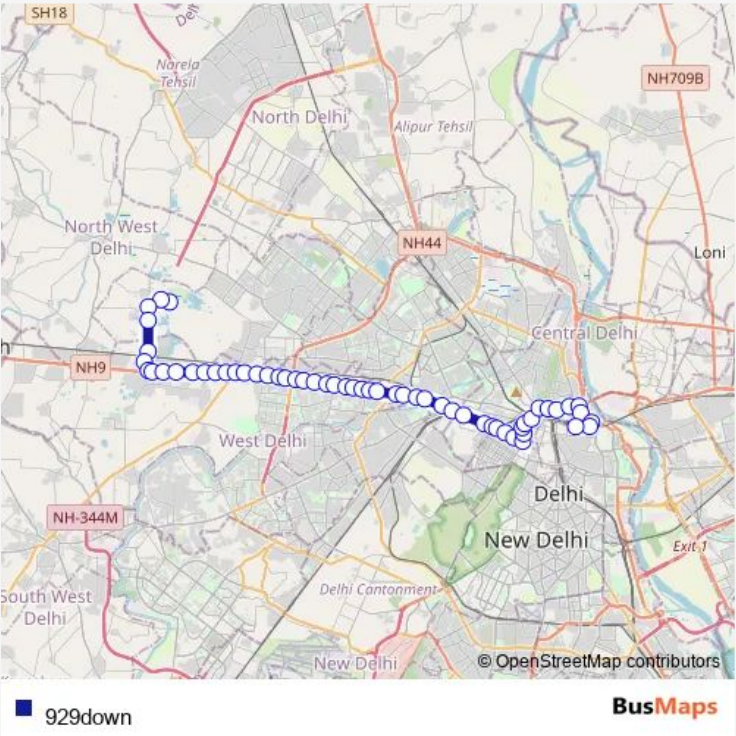 SH18
Narela
Tehsil
NH709B
North Delhi
Alipur Tehsil
North West
Delhi
NH44
Loni
Central Delhi
h
NH9
West Delhi
Delhi
NH-344M
New Delhi
Exit 1
South West
Delhi
Delhi Cantonment
New Delhi
© OpenStreetMap contributors
929down
BusMaps